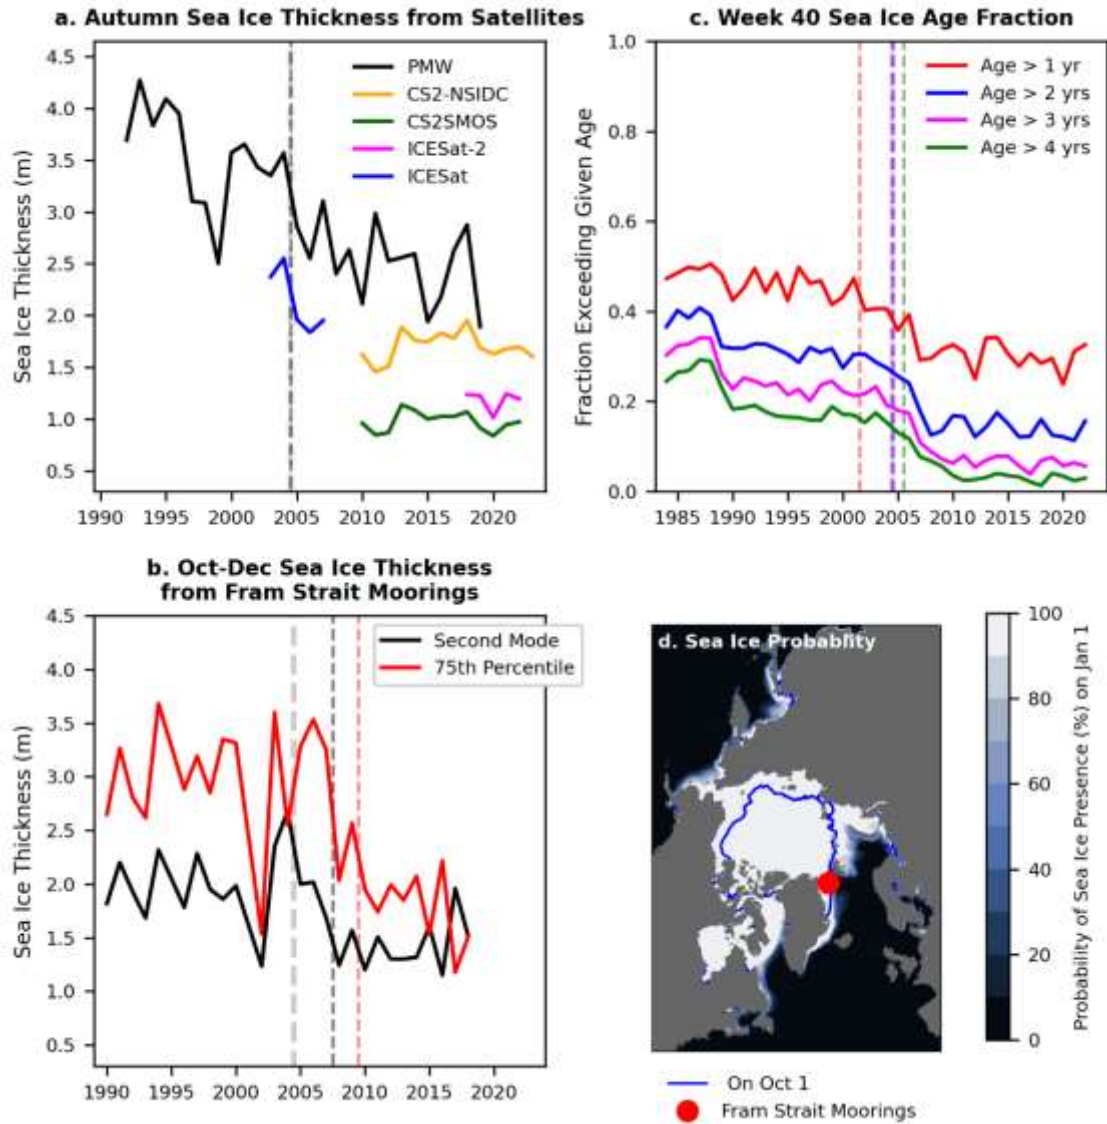 a. Autumn Sea Ice Thickness from Satellites
Sea Ice Thickness (m)
4.5
4.0
3.5
3.0
2.5
2.0
1.5
1.0
0.5
PMW
CS2-NSIDC
CS2SMOS
ICESat-2
ICESat
1990 1995 2000 2005 2010 2015 2020
c. Week 40 Sea Ice Age Fraction
Fraction Exceeding Given Age
1.0
0.8
0.6
0.4
0.2
0.0
Age > 1 yr
Age > 2 yrs
Age > 3 yrs
Age > 4 yrs
1985 1990 1995 2000 2005 2010 2015 2020
b. Oct-Dec Sea Ice Thickness
from Fram Strait Moorings
Sea Ice Thickness (m)
4.5
4.0
3.5
3.0
2.5
2.0
1.5
1.0
0.5
Second Mode
75th Percentile
1990 1995 2000 2005 2010 2015 2020
d. Sea Ice Probablity
100
80
60
40
20
0
Probability of Sea Ice Presence (%) on Jan 1
On Oct 1
Fram Strait Moorings